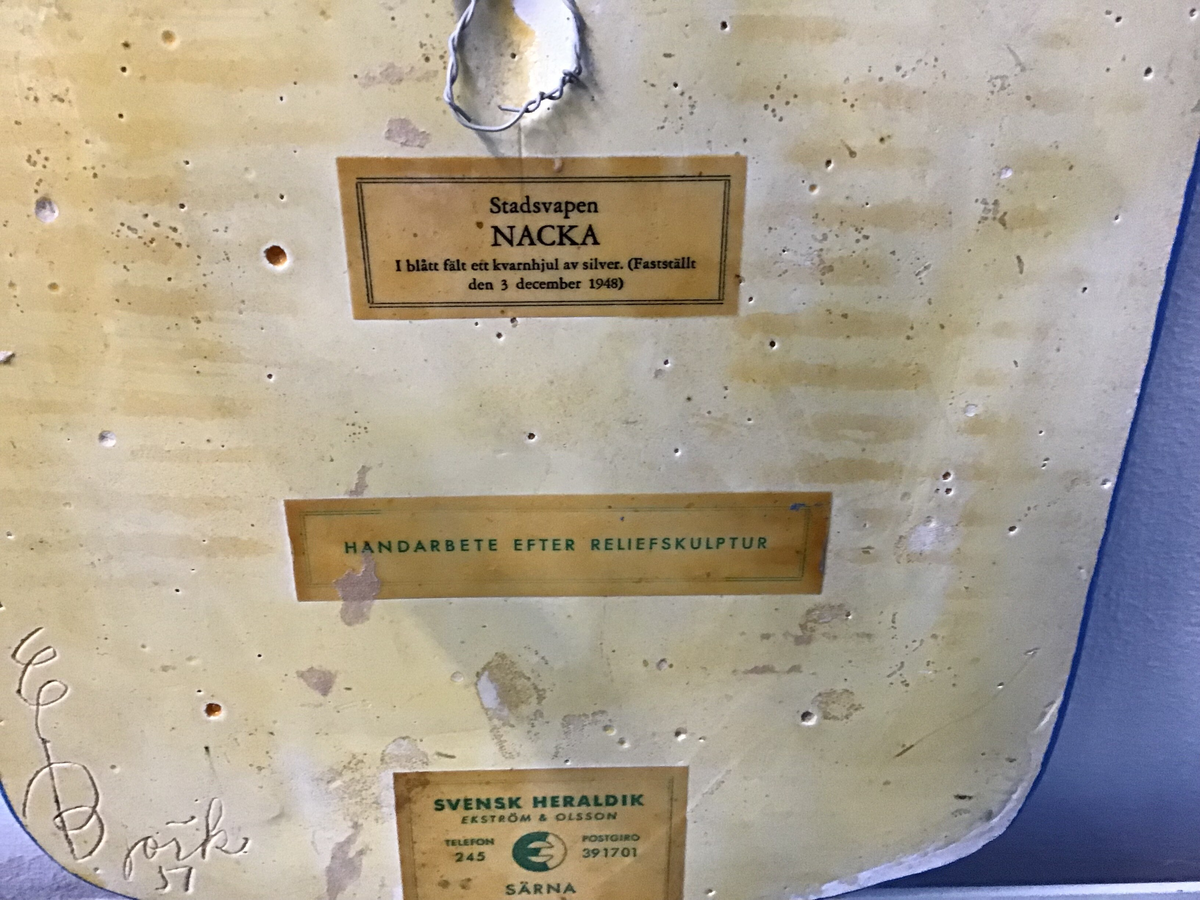 Stadsvapen
NACKA
I blått fält ett kvarnhjul av silver. (Fastställt
den 3 december 1948)
HANDARBETE EFTER RELIEFSKULPTUR
SVENSK HERALDIK
EKSTRÖM & OLSSON
TELEFON
245
POSTGIRO
391701
SÄRNA
Björk
57